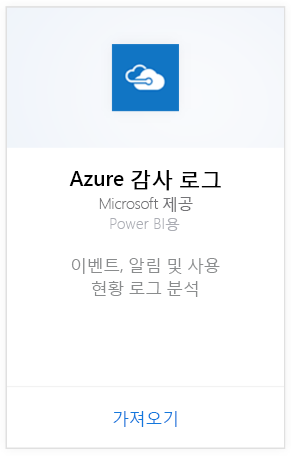 Azure 감사 로그
Microsoft 제공
Power BI용
이벤트, 알림 및 사용
현황 로그 분석
가져오기